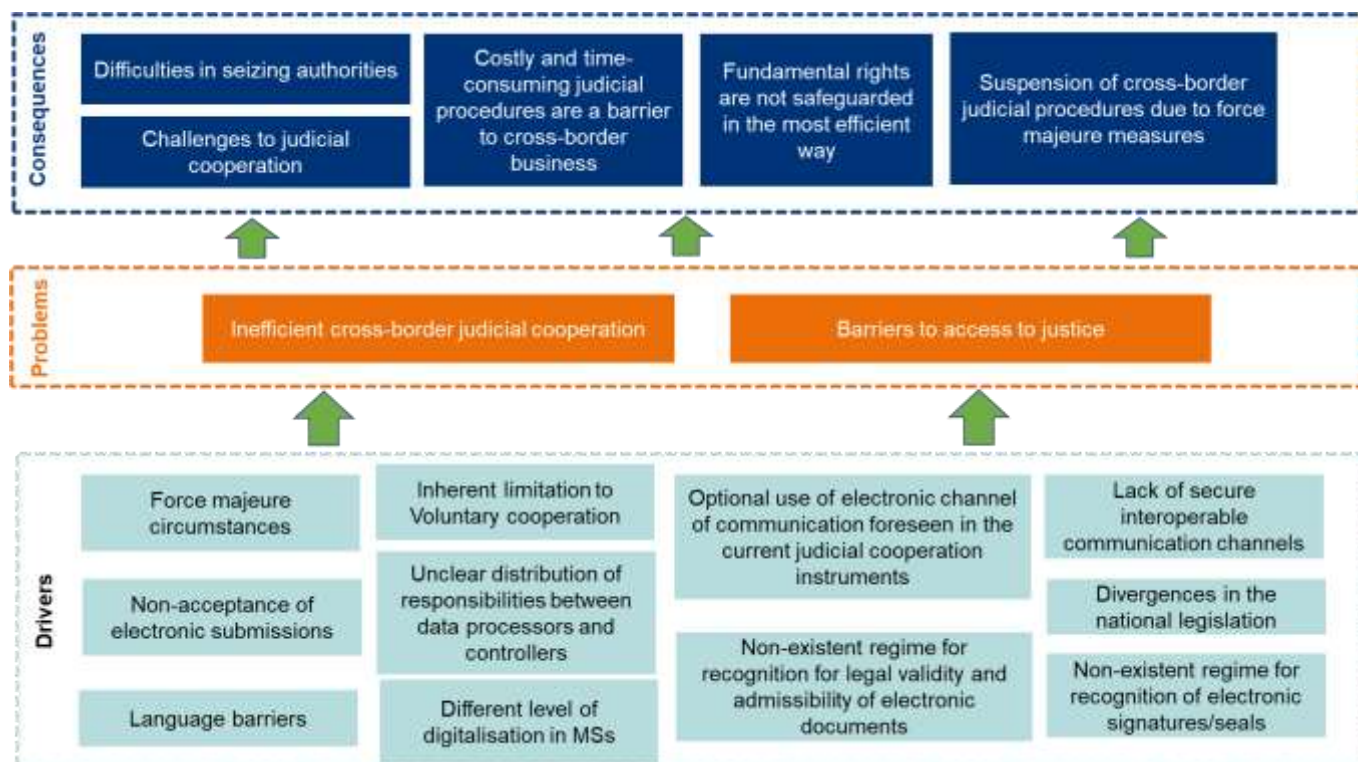 Consequences
Difficulties in seizing authorities
Challenges to judicial
cooperation
Costly and time-
consuming judicial
procedures are a barrier
to cross-border
business
Fundamental rights
are not safeguarded
in the most efficient
way
Suspension of cross-border
judicial procedures due to force
majeure measures
Problems
Inefficient cross-border judicial cooperation
Barriers to access to justice
Drivers
Force majeure
circumstances
Non-acceptance of
electronic submissions
Language barriers
Inherent limitation to
Voluntary cooperation
Unclear distribution of
responsibilities between
data processors and
controllers
Different level of
digitalisation in MSs
Optional use of electronic channel
of communication foreseen in the
current judicial cooperation
instruments
Non-existent regime for
recognition for legal validity and
admissibility of electronic
documents
Lack of secure
interoperable
communication channels
Divergences in the
national legislation
Non-existent regime for
recognition of electronic
signatures/seals